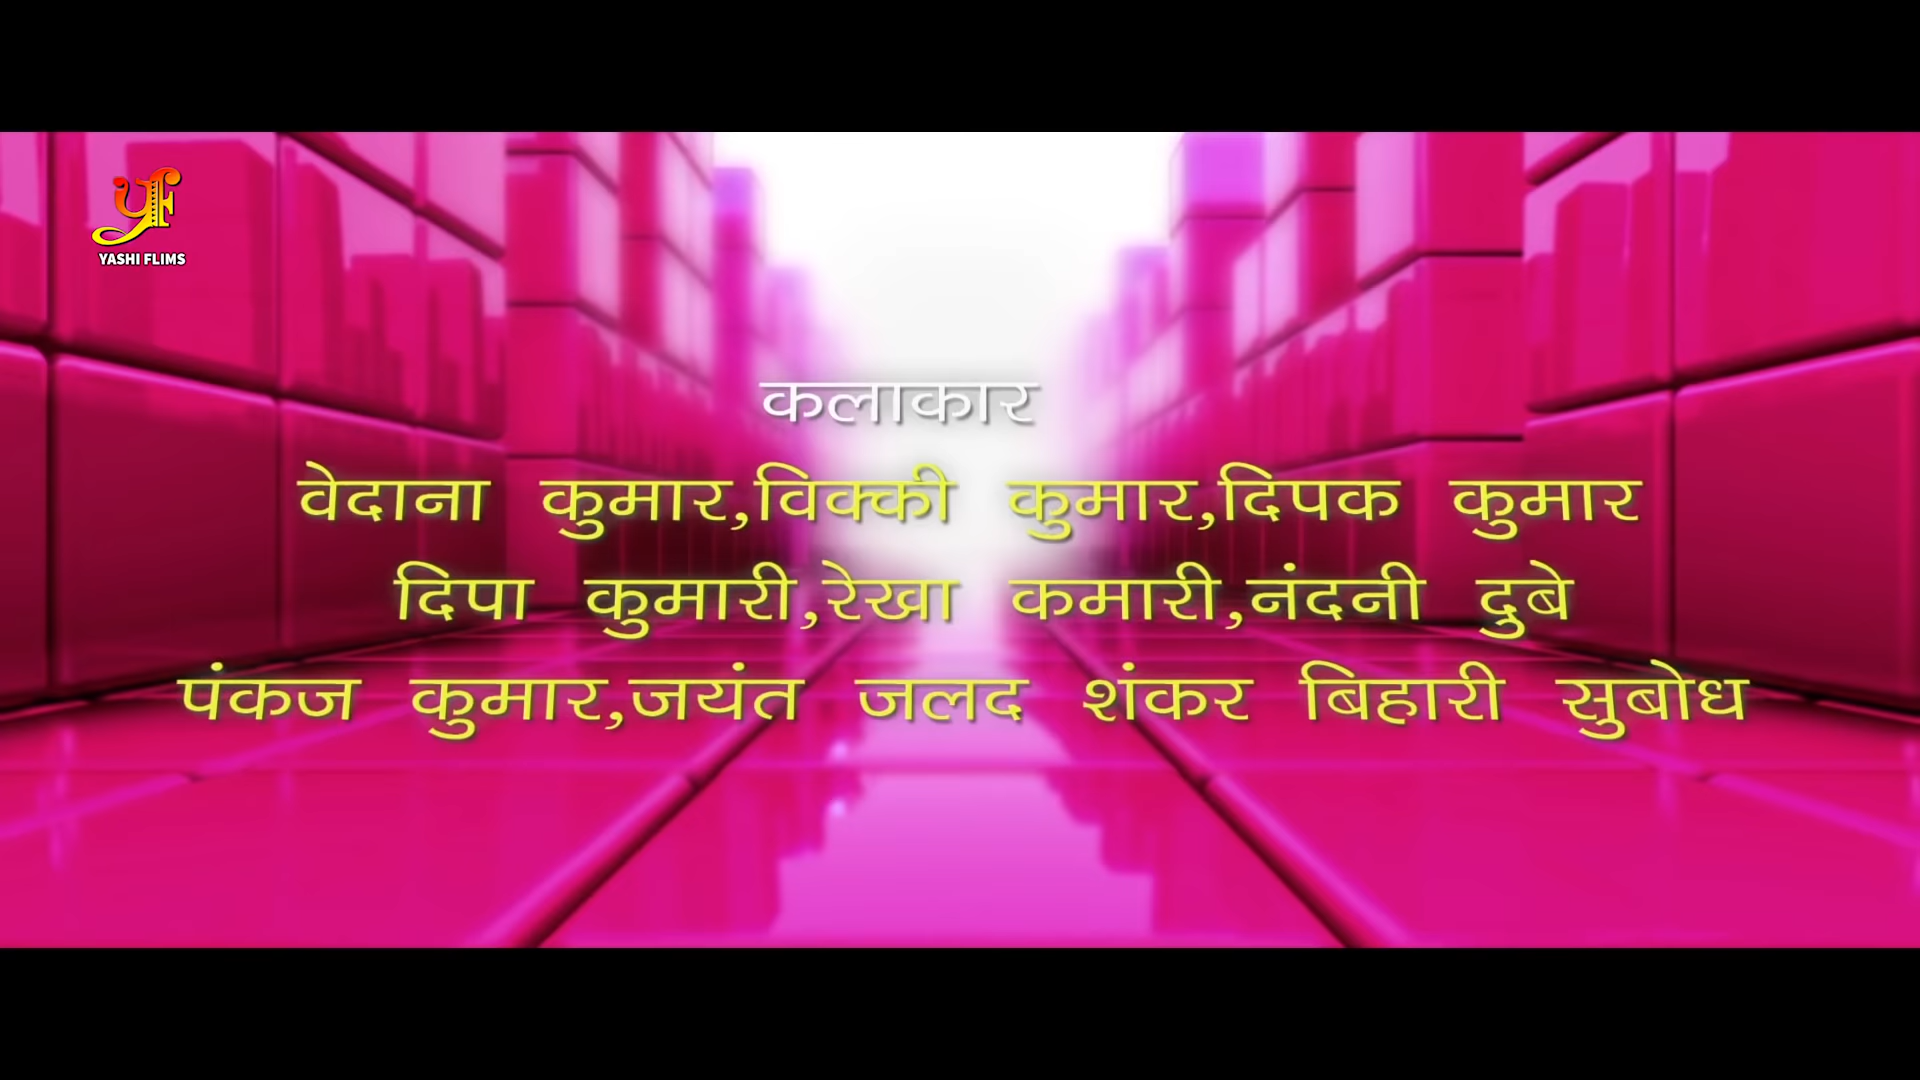 YASHI FLIMS
कलाकार
वेदाना कुमार,विक्की कुमार,दिपक कुमार
दिपा कुमारी,रेखा कमारी,नंदनी दुबे
पंकज कुमार,जयंत जलद शंकर बिहारी सुबोध